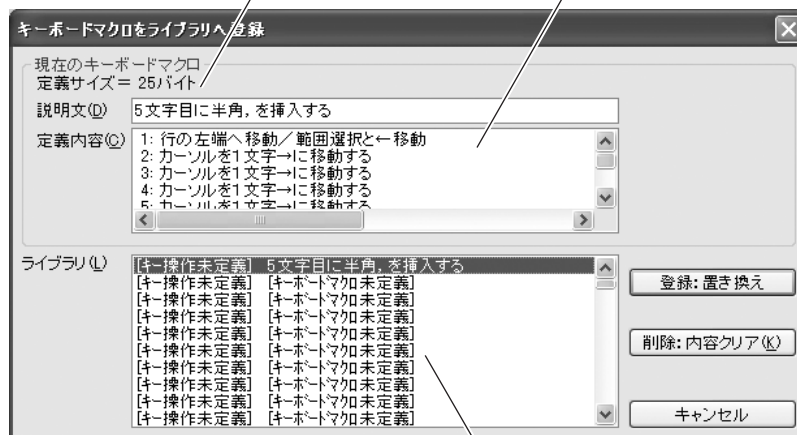 キーボードマクロをライブラリへ登録
現在のキーボードマクロ
定義サイズ= 25バイト
説明文(D) 5文字目に半角,を挿入する
定義内容(C) 1: 行の左端へ移動／範囲選択と←移動
2: カーソルを1文字→に移動する
3: カーソルを1文字→に移動する
4: カーソルを1文字→に移動する
5: カーソルを1文字→に移動する
ライブラリ(L) [キー操作未定義] 5文字目に半角,を挿入する
[キー操作未定義] [キーボードマクロ未定義]
[キー操作未定義] [キーボードマクロ未定義]
[キー操作未定義] [キーボードマクロ未定義]
[キー操作未定義] [キーボードマクロ未定義]
[キー操作未定義] [キーボードマクロ未定義]
[キー操作未定義] [キーボードマクロ未定義]
[キー操作未定義] [キーボードマクロ未定義]
[キー操作未定義] [キーボードマクロ未定義]
[キー操作未定義] [キーボードマクロ未定義]
登録: 置き換え
削除: 内容クリア(K)
キャンセル